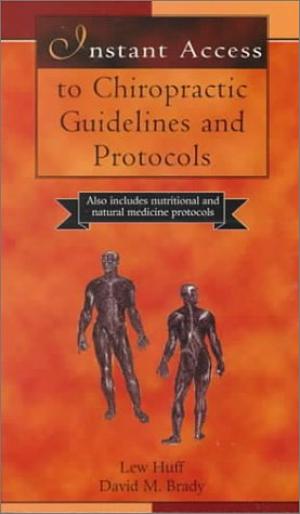 Instant Access
to Chiropractic
Guidelines and
Protocols
Also includes nutritional and
natural medicine protocols
Lew Huff
David M. Brady